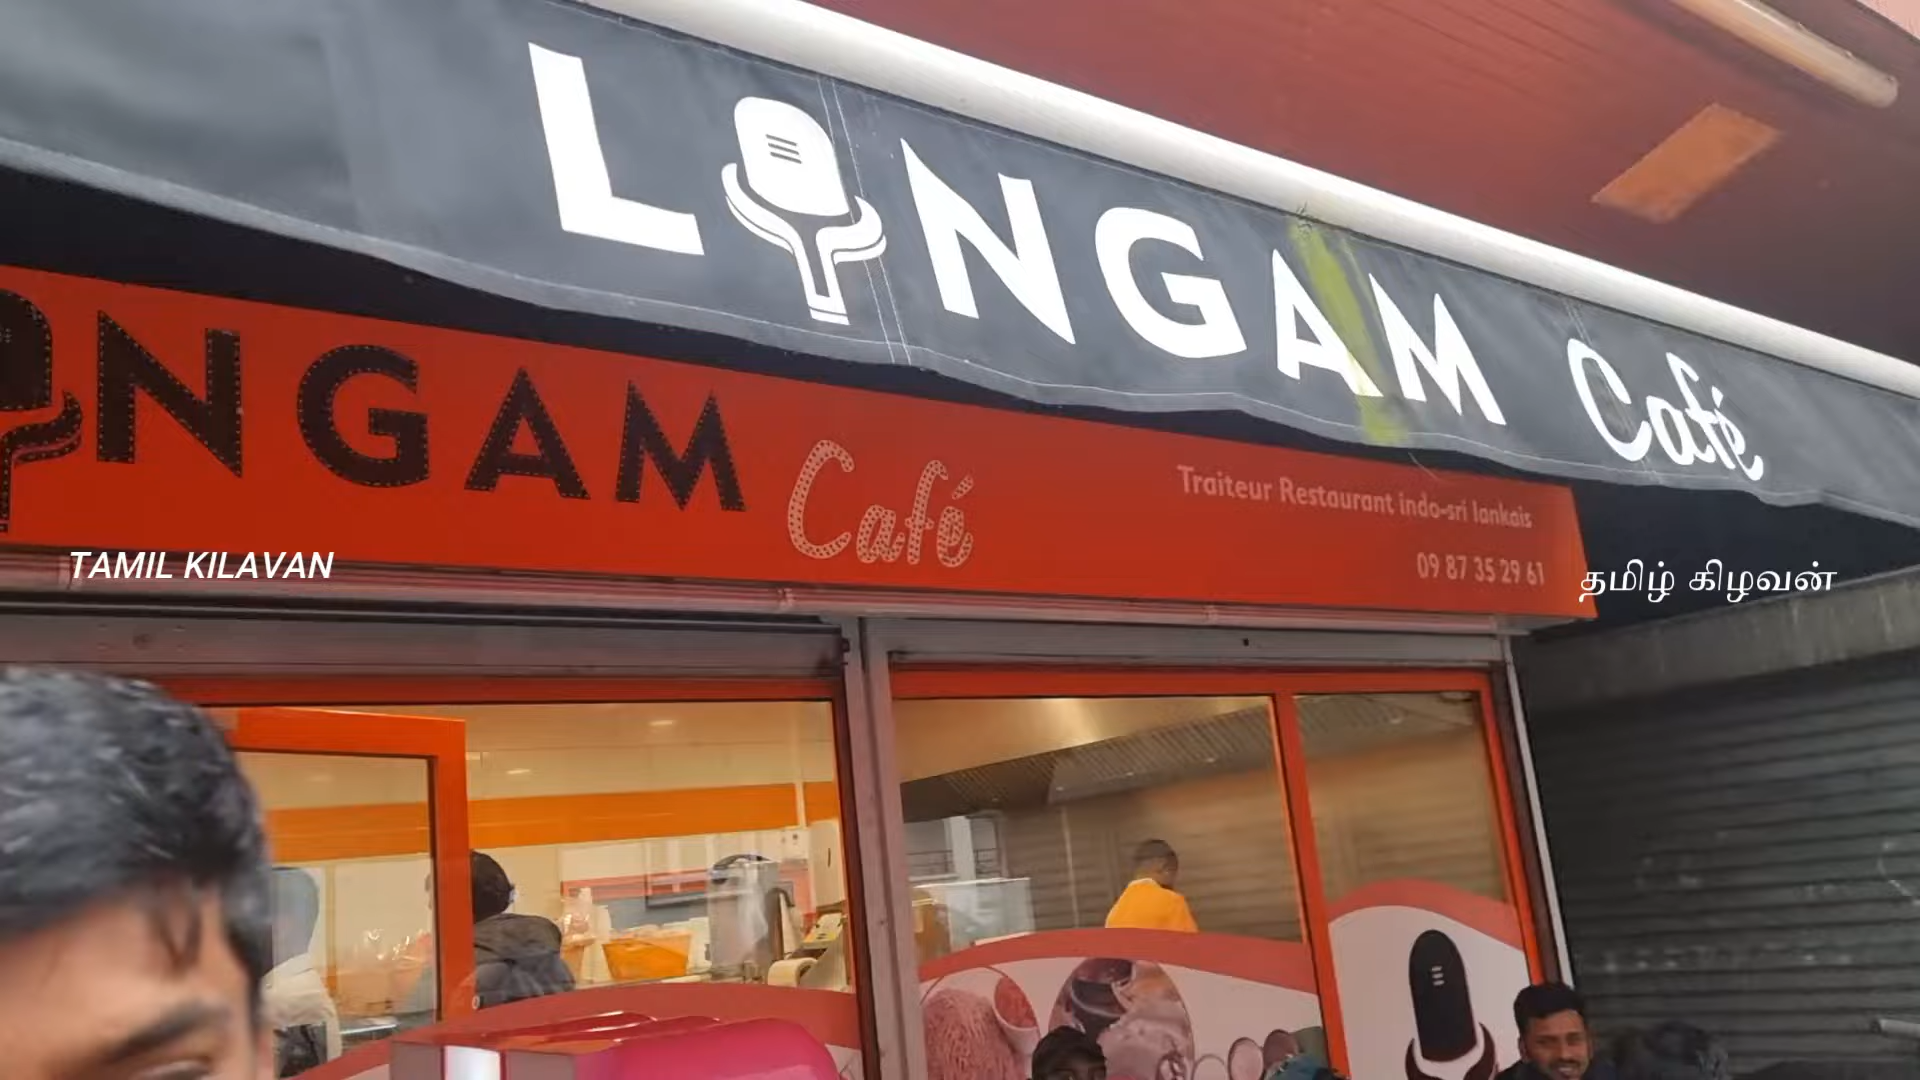 LINGAM Café
NGAM Café
Traiteur Restaurant indo-sri lankais
09 87 35 29 61
TAMIL KILAVAN
தமிழ் கிழவன்